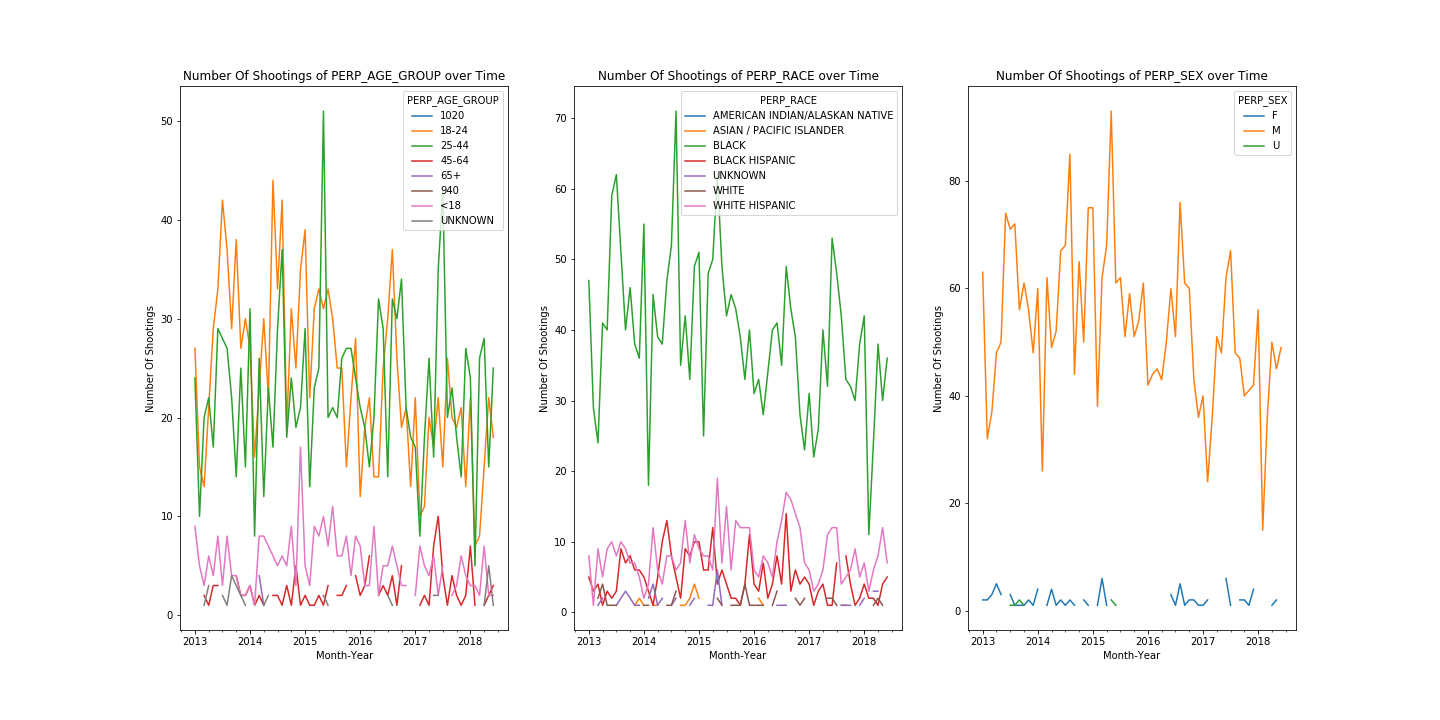 Number Of Shootings of PERP_AGE_GROUP over Time
Number Of Shootings
50
40
30
20
10
0
2013 2014 2015 2016 2017 2018
Month-Year
PERP_AGE_GROUP
1020
18-24
25-44
45-64
65+
940
<18
UNKNOWN
Number Of Shootings of PERP_RACE over Time
Number Of Shootings
70
60
50
40
30
20
10
0
2013 2014 2015 2016 2017 2018
Month-Year
PERP_RACE
AMERICAN INDIAN/ALASKAN NATIVE
ASIAN / PACIFIC ISLANDER
BLACK
BLACK HISPANIC
UNKNOWN
WHITE
WHITE HISPANIC
Number Of Shootings of PERP_SEX over Time
Number Of Shootings
80
60
40
20
0
2013 2014 2015 2016 2017 2018
Month-Year
PERP_SEX
F
M
U